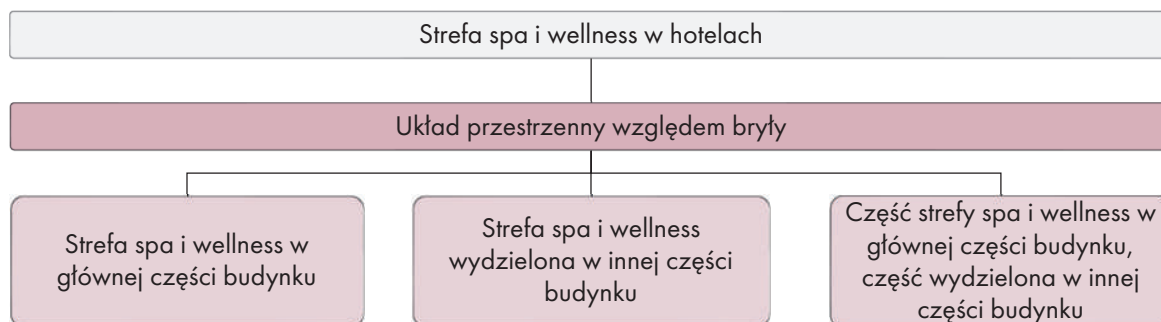 Strefa spa i wellness w hotelach
Układ przestrzenny względem bryły
Strefa spa i wellness w
głównej części budynku
Strefa spa i wellness
wydzielona w innej części
budynku
Część strefy spa i wellness w
głównej części budynku,
część wydzielona w innej
części budynku